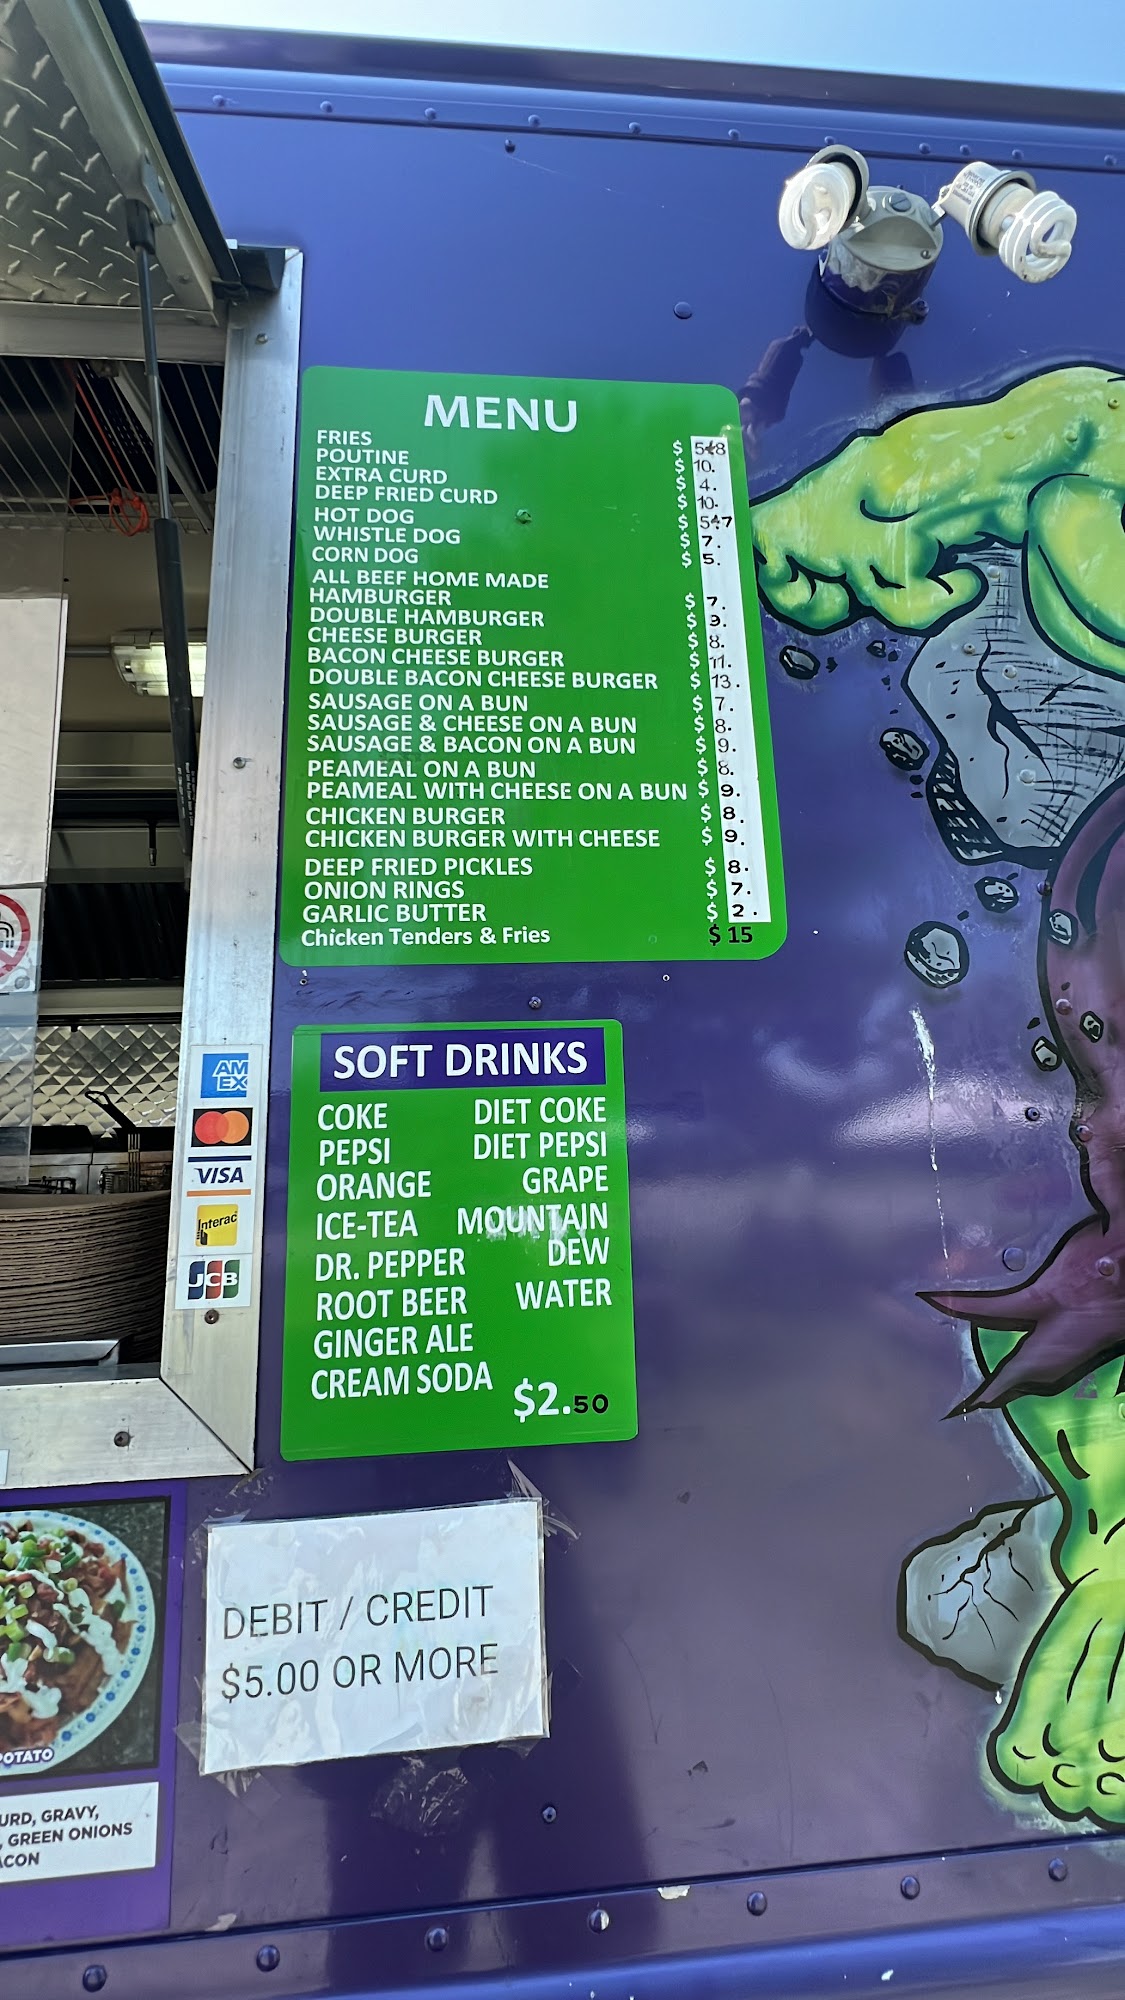 MENU
FRIES $ 5&8
POUTINE $ 10.
EXTRA CURD $ 4.
DEEP FRIED CURD $ 10.
HOT DOG $ 5&7
WHISTLE DOG $ 7.
CORN DOG $ 5.
ALL BEEF HOME MADE
HAMBURGER $ 7.
DOUBLE HAMBURGER $ 9.
CHEESE BURGER $ 8.
BACON CHEESE BURGER $ 11.
DOUBLE BACON CHEESE BURGER $ 13.
SAUSAGE ON A BUN $ 7.
SAUSAGE & CHEESE ON A BUN $ 8.
SAUSAGE & BACON ON A BUN $ 9.
PEAMEAL ON A BUN $ 8.
PEAMEAL WITH CHEESE ON A BUN $ 9.
CHICKEN BURGER $ 8.
CHICKEN BURGER WITH CHEESE $ 9.
DEEP FRIED PICKLES $ 8.
ONION RINGS $ 7.
GARLIC BUTTER $ 2.
Chicken Tenders & Fries $ 15
SOFT DRINKS
COKE DIET COKE
PEPSI DIET PEPSI
ORANGE GRAPE
ICE-TEA MOUNTAIN
DR. PEPPER DEW
ROOT BEER WATER
GINGER ALE
CREAM SODA $2.50
AM
EX
VISA
Interac
JCB
DEBIT / CREDIT
$5.00 OR MORE
POTATO
URD, GRAVY,
, GREEN ONIONS
ACON